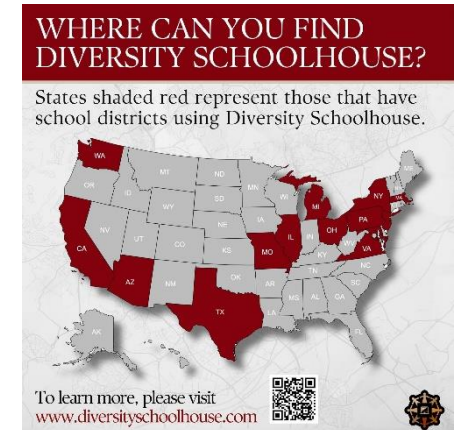 WHERE CAN YOU FIND
DIVERSITY SCHOOLHOUSE?
States shaded red represent those that have
school districts using Diversity Schoolhouse.
WA
MT
ND
MN
ME
OR
ID
WY
SD
WI
MI
NY
NV
UT
CO
NE
IA
IL
IN
OH
PA
CA
KS
MO
KY
WV
VA
AZ
NM
OK
AR
TN
NC
SC
TX
LA
MS
AL
GA
FL
AK
To learn more, please visit
www.diversityschoolhouse.com